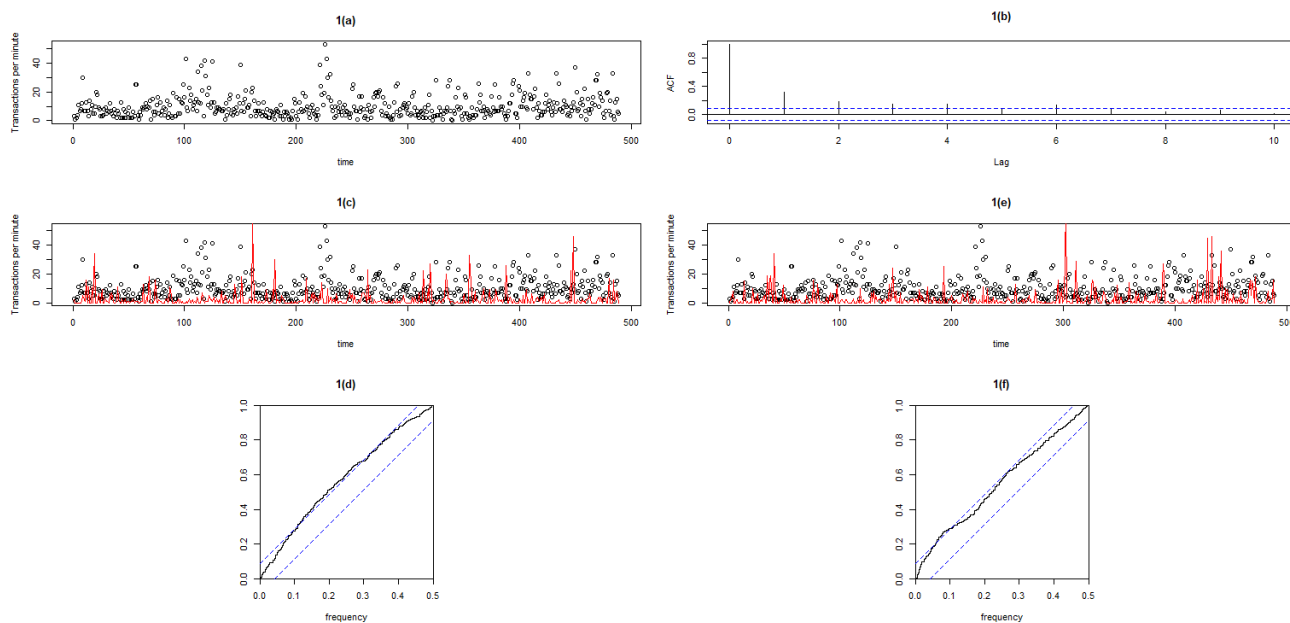 1(a)
Transactions per minute
0 20 40
0 100 200 300 400 500
time
1(b)
ACF
0.0 0.4 0.8
0 2 4 6 8 10
Lag
1(c)
Transactions per minute
0 20 40
0 100 200 300 400 500
time
1(e)
Transactions per minute
0 20 40
0 100 200 300 400 500
time
1(d)
0.0 0.2 0.4 0.6 0.8 1.0
0.0 0.1 0.2 0.3 0.4 0.5
frequency
1(f)
0.0 0.2 0.4 0.6 0.8 1.0
0.0 0.1 0.2 0.3 0.4 0.5
frequency